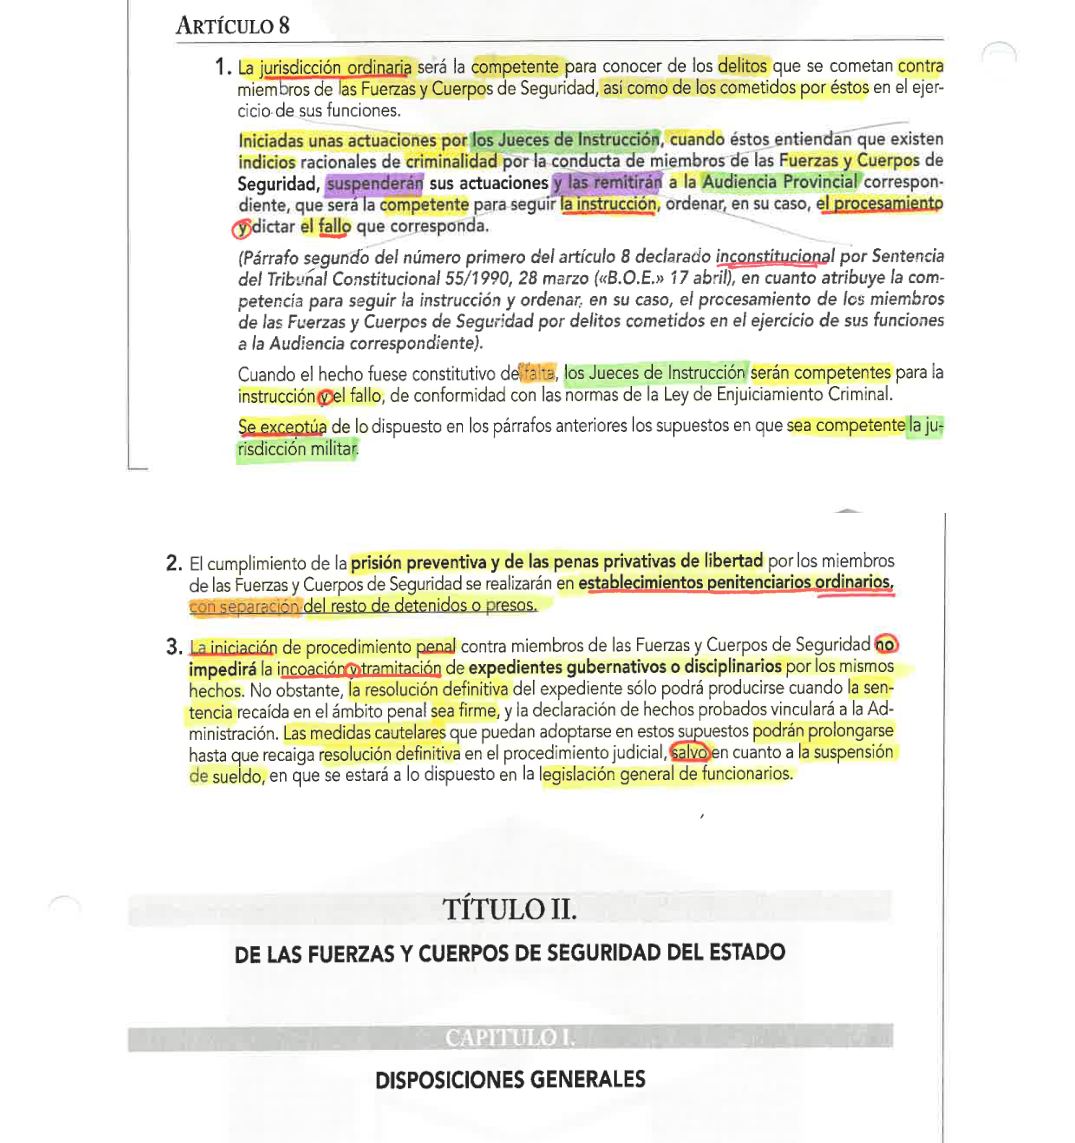 ARTÍCULO 8
1. La jurisdicción ordinaria será la competente para conocer de los delitos que se cometan contra
miembros de las Fuerzas y Cuerpos de Seguridad, así como de los cometidos por éstos en el ejer-
cicio de sus funciones.
Iniciadas unas actuaciones por los Jueces de Instrucción, cuando éstos entiendan que existen
indicios racionales de criminalidad por la conducta de miembros de las Fuerzas y Cuerpos de
Seguridad, suspenderán sus actuaciones y las remitirán a la Audiencia Provincial correspon-
diente, que será la competente para seguir la instrucción, ordenar, en su caso, el procesamiento
y dictar el fallo que corresponda.
(Párrafo segundo del número primero del artículo 8 declarado inconstitucional por Sentencia
del Tribunal Constitucional 55/1990, 28 marzo («B.O.E.» 17 abril), en cuanto atribuye la com-
petencia para seguir la instrucción y ordenar, en su caso, el procesamiento de los miembros
de las Fuerzas y Cuerpos de Seguridad por delitos cometidos en el ejercicio de sus funciones
a la Audiencia correspondiente).
Cuando el hecho fuese constitutivo de falta, los Jueces de Instrucción serán competentes para la
instrucción y el fallo, de conformidad con las normas de la Ley de Enjuiciamiento Criminal.
Se exceptúa de lo dispuesto en los párrafos anteriores los supuestos en que sea competente la ju-
risdicción militar.
2. El cumplimiento de la prisión preventiva y de las penas privativas de libertad por los miembros
de las Fuerzas y Cuerpos de Seguridad se realizarán en establecimientos penitenciarios ordinarios,
con separación del resto de detenidos o presos.
3. La iniciación de procedimiento penal contra miembros de las Fuerzas y Cuerpos de Seguridad no
impedirá la incoación y tramitación de expedientes gubernativos o disciplinarios por los mismos
hechos. No obstante, la resolución definitiva del expediente sólo podrá producirse cuando la sen-
tencia recaída en el ámbito penal sea firme, y la declaración de hechos probados vinculará a la Ad-
ministración. Las medidas cautelares que puedan adoptarse en estos supuestos podrán prolongarse
hasta que recaiga resolución definitiva en el procedimiento judicial, salvo en cuanto a la suspensión
de sueldo, en que se estará a lo dispuesto en la legislación general de funcionarios.
TÍTULO II.
DE LAS FUERZAS Y CUERPOS DE SEGURIDAD DEL ESTADO
CAPITULO I.
DISPOSICIONES GENERALES